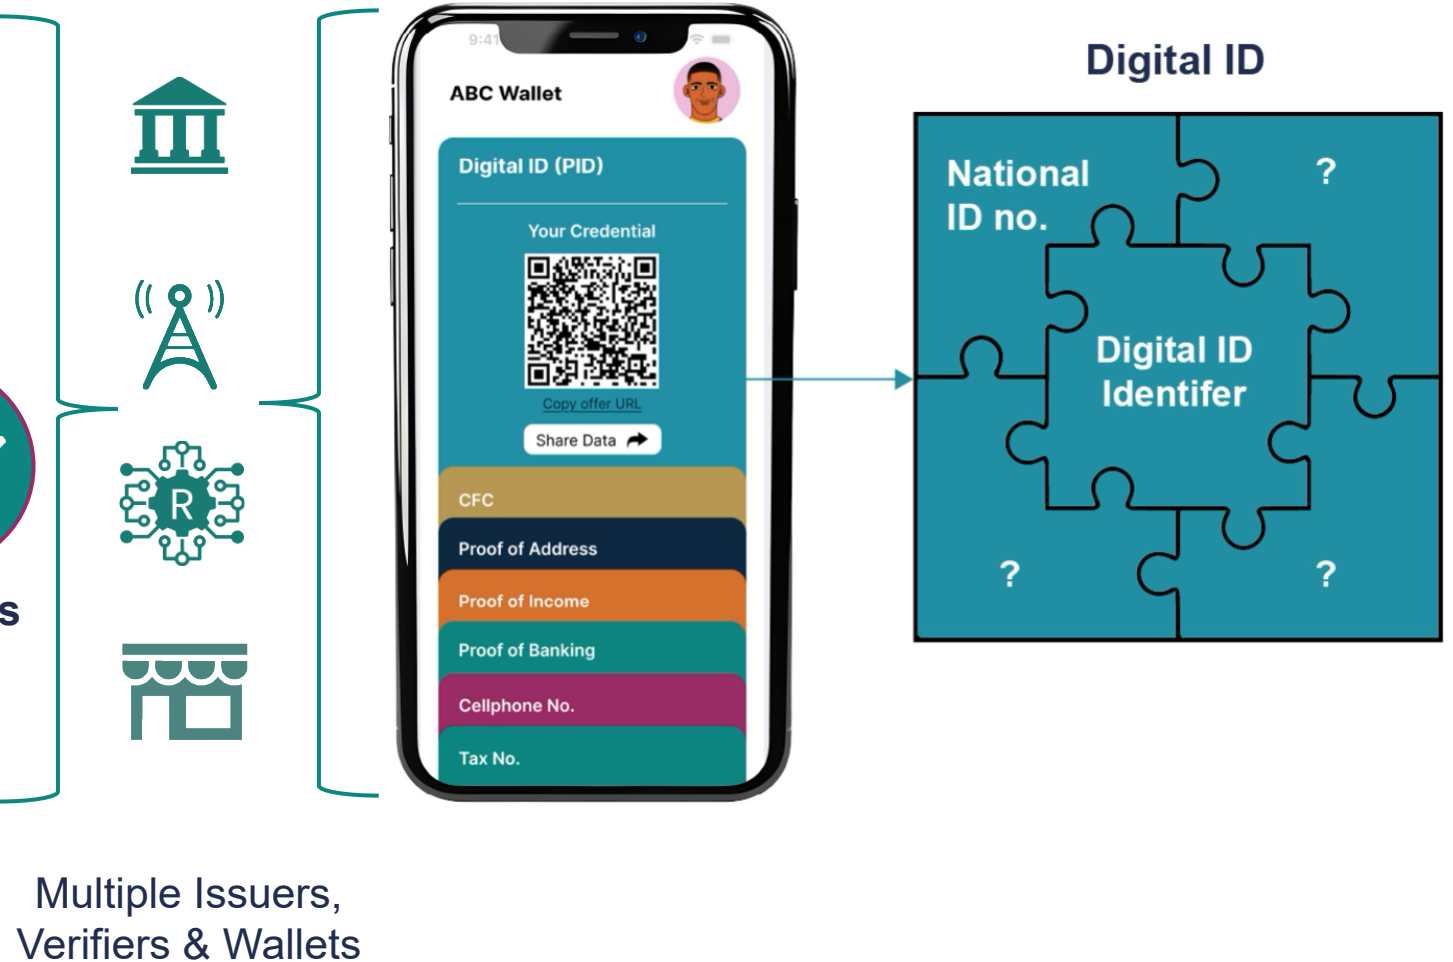 s
Multiple Issuers,
Verifiers & Wallets
R
9:41
ABC Wallet
Digital ID (PID)
Your Credential
Copy offer URL
Share Data
CFC
Proof of Address
Proof of Income
Proof of Banking
Cellphone No.
Tax No.
Digital ID
National
ID no.
?
Digital ID
Identifer
?
?